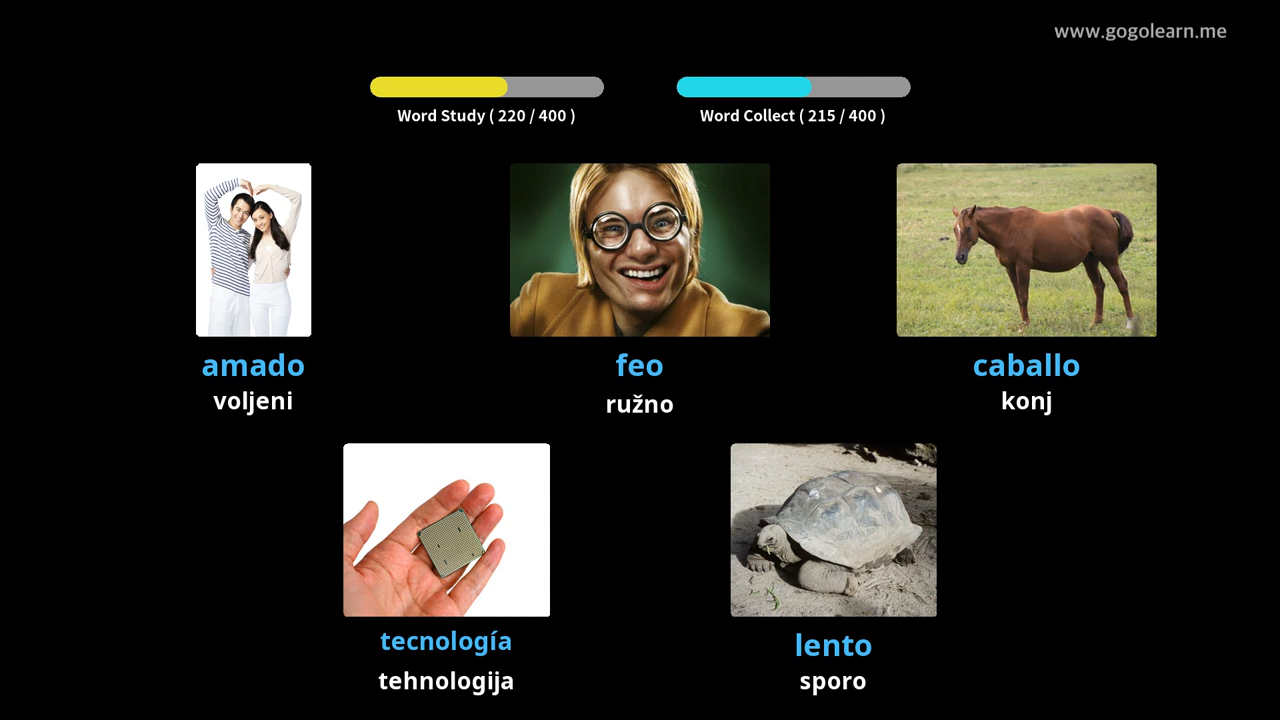 www.gogolearn.me
Word Study ( 220 / 400 )
Word Collect ( 215 / 400 )
amado
voljeni
feo
ružno
caballo
konj
tecnología
tehnologija
lento
sporo